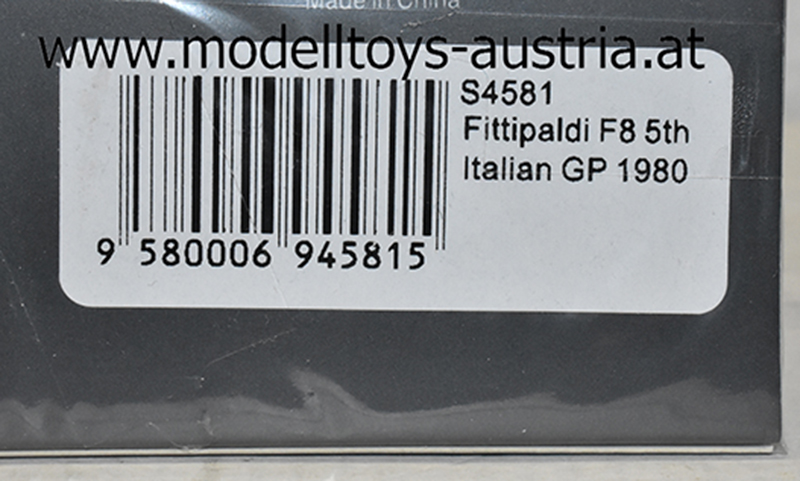 Made in China
www.modelltoys-austria.at
S4581
Fittipaldi F8 5th
Italian GP 1980
9 580006 945815